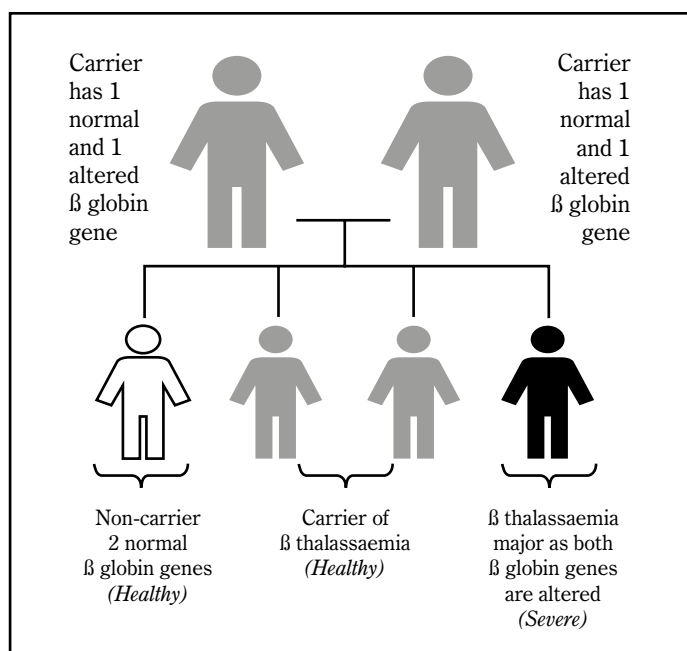 Carrier
has 1
normal
and 1
altered
ß globin
gene
Carrier
has 1
normal
and 1
altered
ß globin
gene
Non-carrier
2 normal
ß globin genes
(Healthy)
Carrier of
ß thalassaemia
(Healthy)
ß thalassaemia
major as both
ß globin genes
are altered
(Severe)